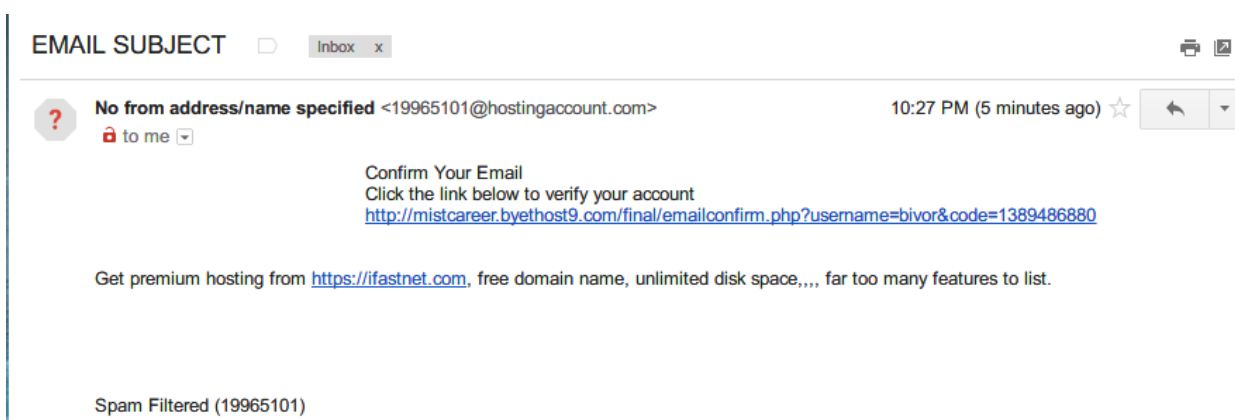 EMAIL SUBJECT Inbox x
? No from address/name specified <19965101@hostingaccount.com> 10:27 PM (5 minutes ago)
to me
Confirm Your Email
Click the link below to verify your account
http://mistcareer.byethost9.com/final/emailconfirm.php?username=bivor&code=1389486880
Get premium hosting from https://ifastnet.com, free domain name, unlimited disk space,,,, far too many features to list.
Spam Filtered (19965101)